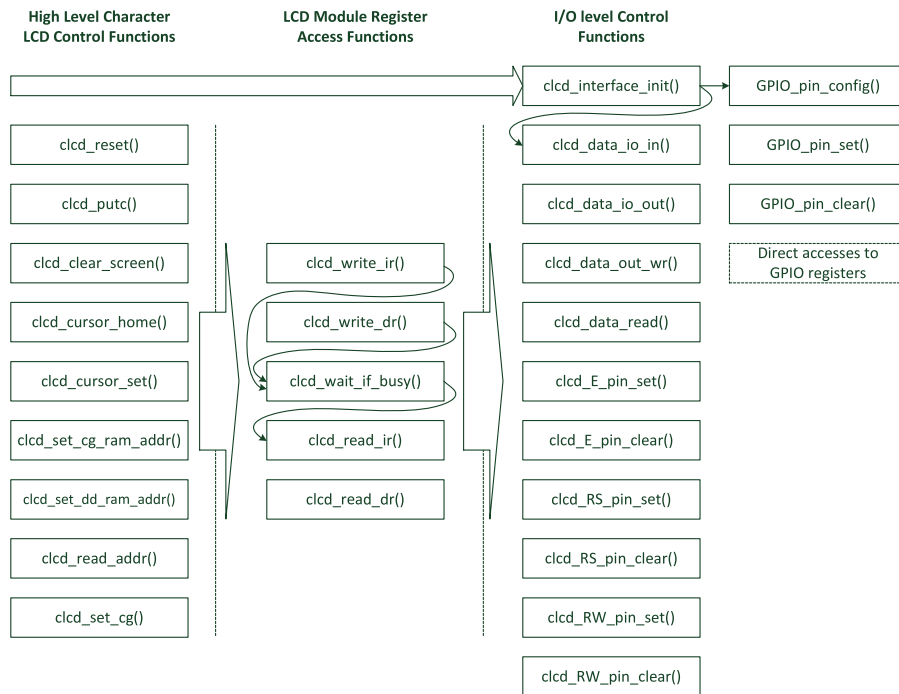 High Level Character
LCD Control Functions
LCD Module Register
Access Functions
I/O level Control
Functions
clcd_interface_init()
GPIO_pin_config()
clcd_reset()
clcd_data_io_in()
GPIO_pin_set()
clcd_putc()
clcd_data_io_out()
GPIO_pin_clear()
clcd_clear_screen()
clcd_write_ir()
clcd_data_out_wr()
Direct accesses to
GPIO registers
clcd_cursor_home()
clcd_write_dr()
clcd_data_read()
clcd_cursor_set()
clcd_wait_if_busy()
clcd_E_pin_set()
clcd_set_cg_ram_addr()
clcd_read_ir()
clcd_E_pin_clear()
clcd_set_dd_ram_addr()
clcd_read_dr()
clcd_RS_pin_set()
clcd_read_addr()
clcd_RS_pin_clear()
clcd_set_cg()
clcd_RW_pin_set()
clcd_RW_pin_clear()